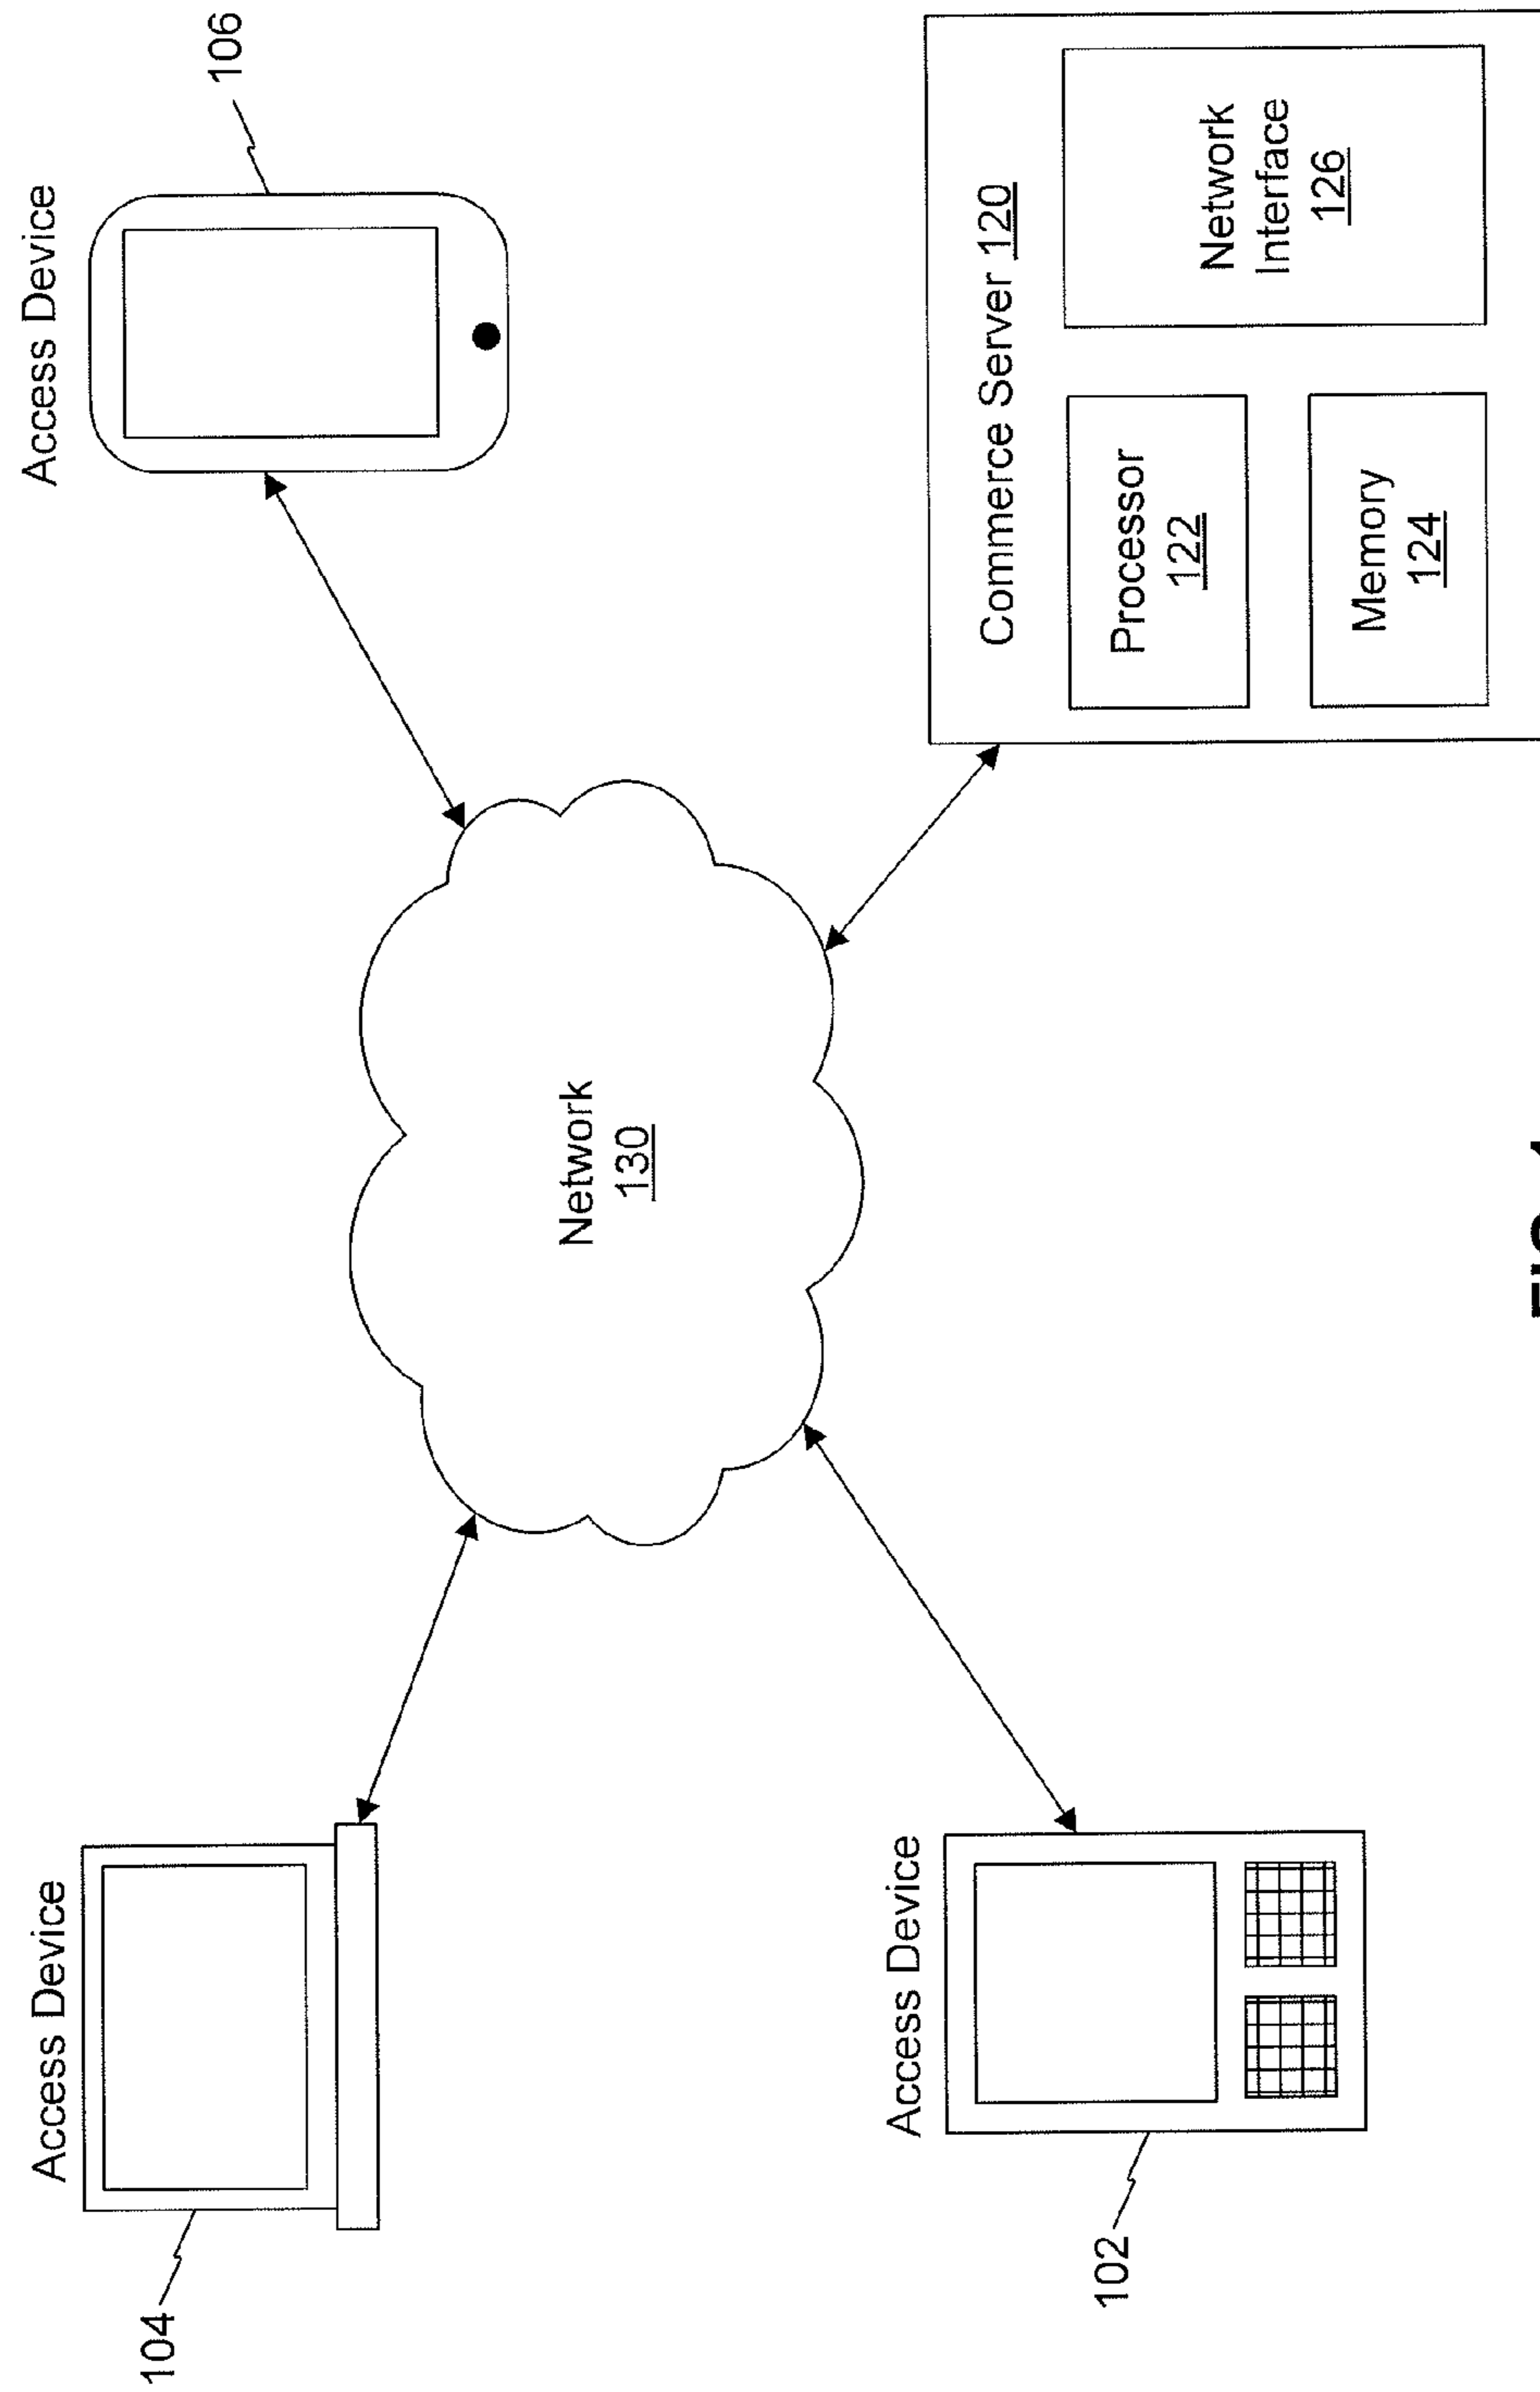 Access Device
Access Device
104
106
Network
130
Access Device
102
Commerce Server 120
Processor
122
Memory
124
Network
Interface
126